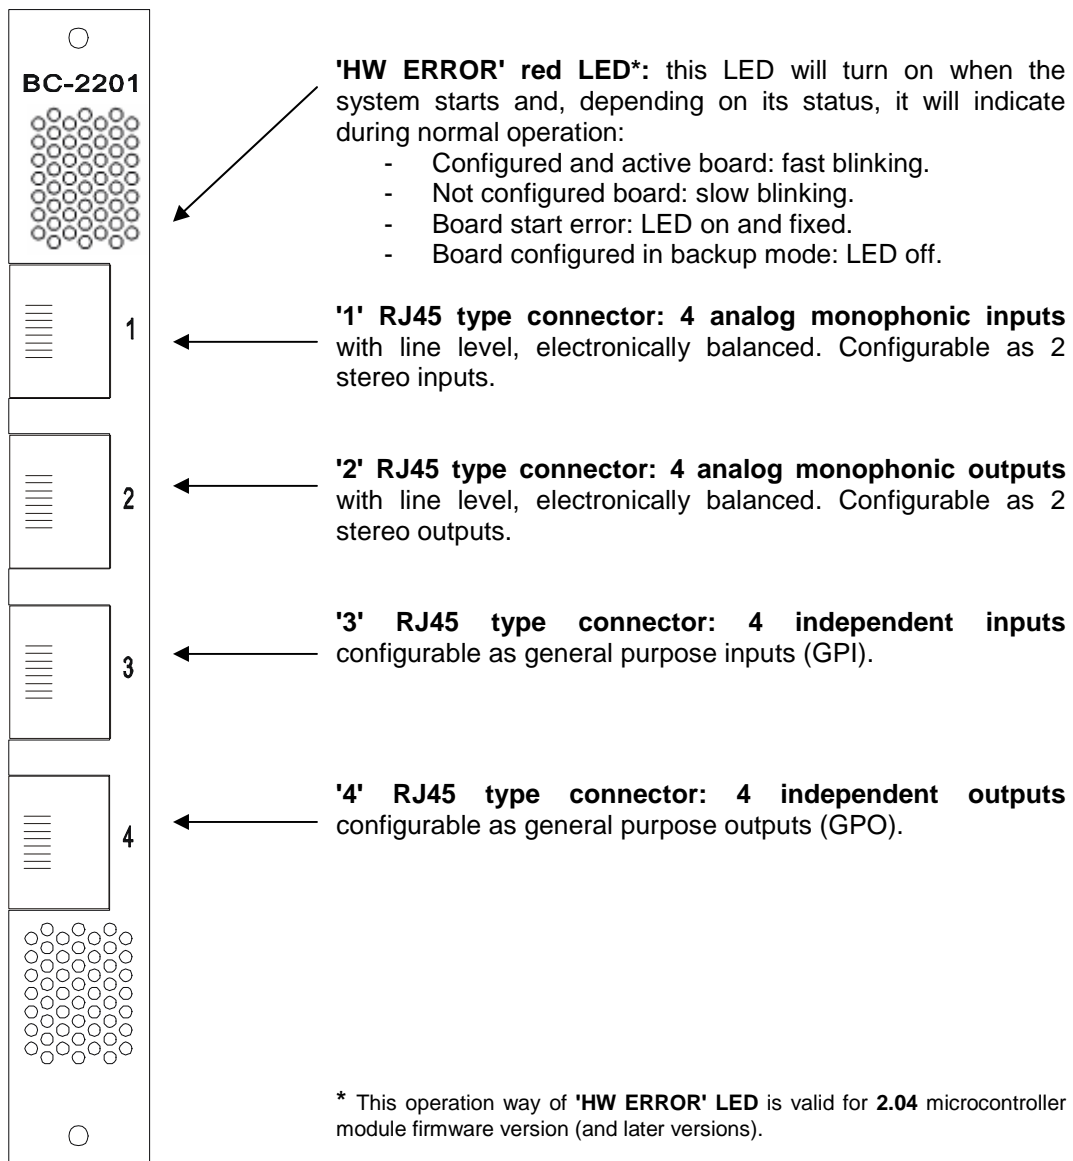 BC-2201
'HW ERROR' red LED*: this LED will turn on when the
system starts and, depending on its status, it will indicate
during normal operation:
- Configured and active board: fast blinking.
- Not configured board: slow blinking.
- Board start error: LED on and fixed.
- Board configured in backup mode: LED off.
1
'1' RJ45 type connector: 4 analog monophonic inputs
with line level, electronically balanced. Configurable as 2
stereo inputs.
2
'2' RJ45 type connector: 4 analog monophonic outputs
with line level, electronically balanced. Configurable as 2
stereo outputs.
3
'3' RJ45 type connector: 4 independent inputs
configurable as general purpose inputs (GPI).
4
'4' RJ45 type connector: 4 independent outputs
configurable as general purpose outputs (GPO).
* This operation way of 'HW ERROR' LED is valid for 2.04 microcontroller
module firmware version (and later versions).